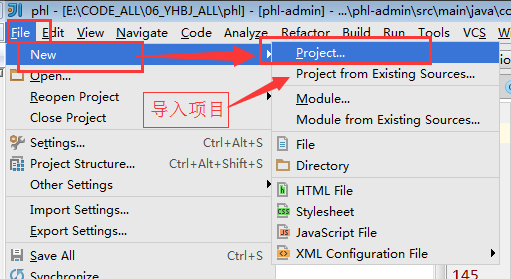 phl - [E:\CODE_ALL\06_YHBJ_ALL\phl] - [phl-admin] - ...\phl-admin\src\main\java\co
File Edit View Navigate Code Analyze Refactor Build Run Tools VCS
New
Open...
Reopen Project
Close Project
Settings... Ctrl+Alt+S
Project Structure... Ctrl+Alt+Shift+S
Other Settings
Import Settings...
Export Settings...
Save All Ctrl+S
Synchronize
Project...
Project from Existing Sources...
导入项目
Module...
Module from Existing Sources...
File
Directory
HTML File
Stylesheet
JavaScript File
XML Configuration File
145